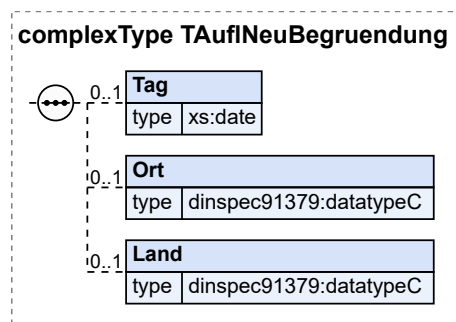 complexType TAuflNeuBegruendung
0..1 Tag
type xs:date
0..1 Ort
type dinspec91379:datatypeC
0..1 Land
type dinspec91379:datatypeC